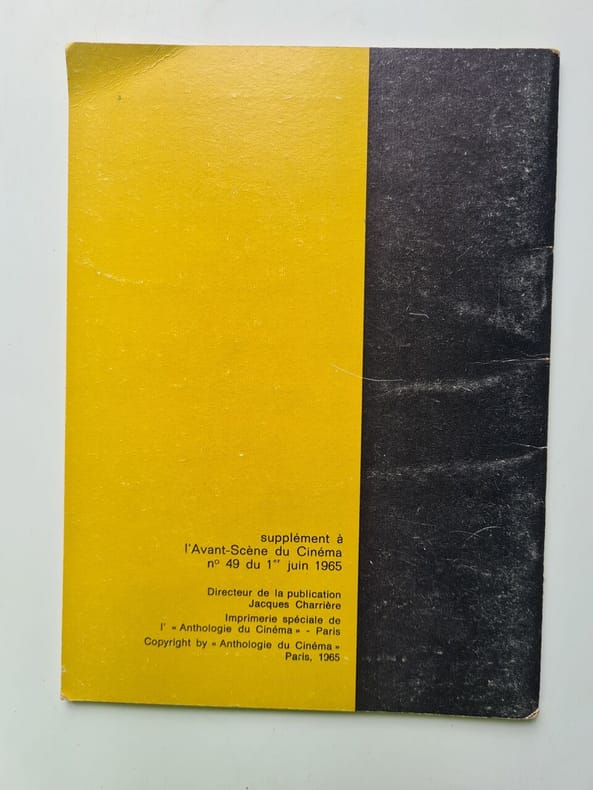 supplément à
l'Avant-Scène du Cinéma
nº 49 du 1er juin 1965
Directeur de la publication
Jacques Charrière
Imprimerie spéciale de
l' « Anthologie du Cinéma » - Paris
Copyright by « Anthologie du Cinéma »
Paris, 1965